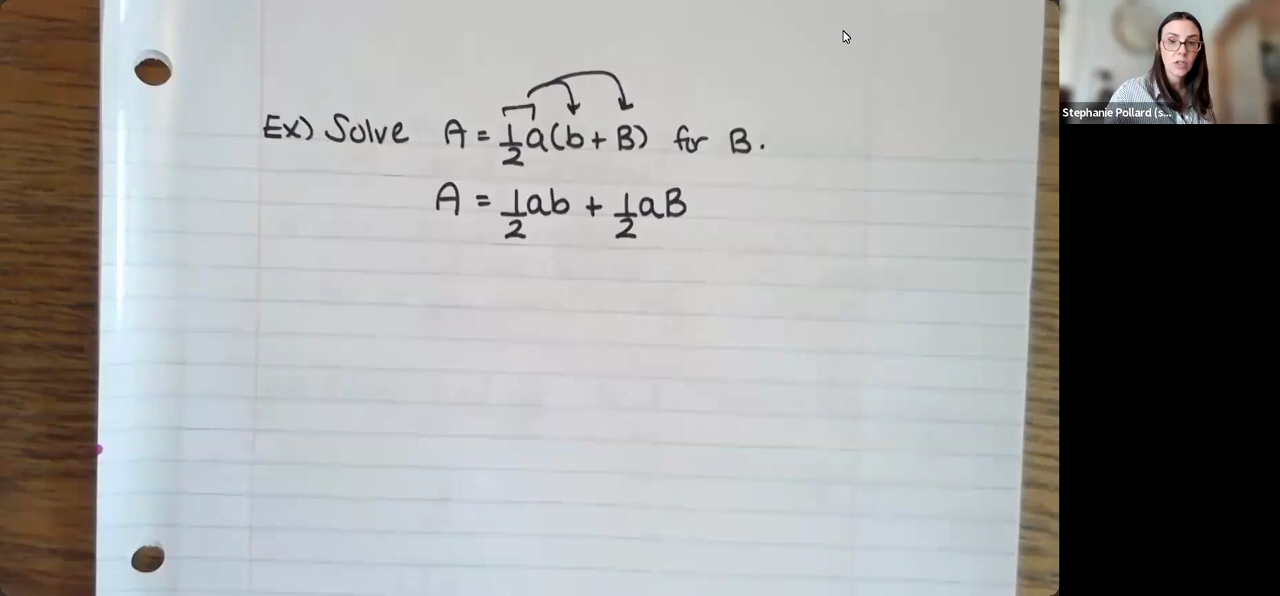 Ex) Solve A = 1/2 a(b + B) for B.
A = 1/2 ab + 1/2 aB
Stephanie Pollard (s...